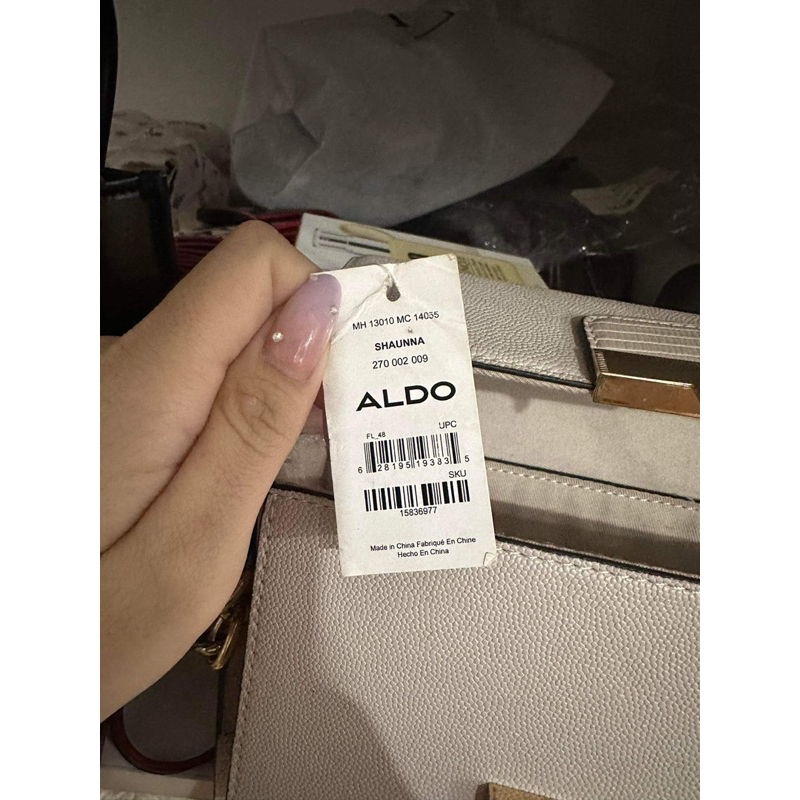 MH 13010 MC 14035
SHAUNNA
270 002 009
ALDO
UPC
FL_48
6 28195 19383 5
SKU
15836977
Made in China Fabriqué En Chine
Hecho En China